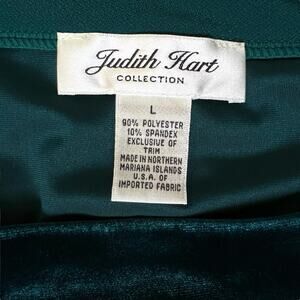 Judith Hart
COLLECTION
L
90% POLYESTER
10% SPANDEX
EXCLUSIVE OF
TRIM
MADE IN NORTHERN
MARIANA ISLANDS
U.S.A. OF
IMPORTED FABRIC